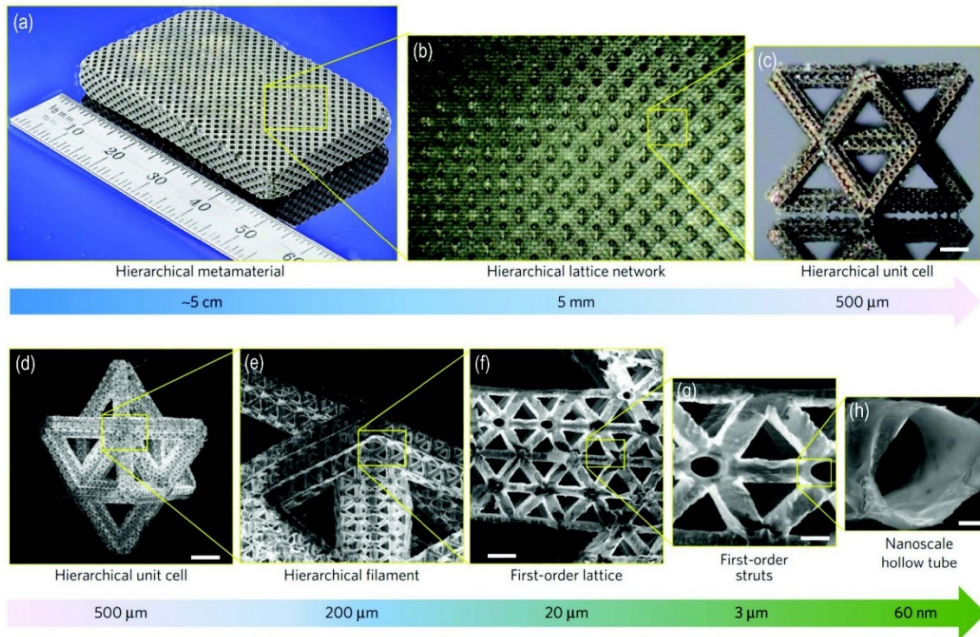 (a)
(b)
(c)
mm
10
20
30
40
50
60
Hierarchical metamaterial
Hierarchical lattice network
Hierarchical unit cell
~5 cm
5 mm
500 μm
(d)
(e)
(f)
(g)
(h)
Hierarchical unit cell
Hierarchical filament
First-order lattice
First-order
struts
Nanoscale
hollow tube
500 μm
200 μm
20 μm
3 μm
60 nm